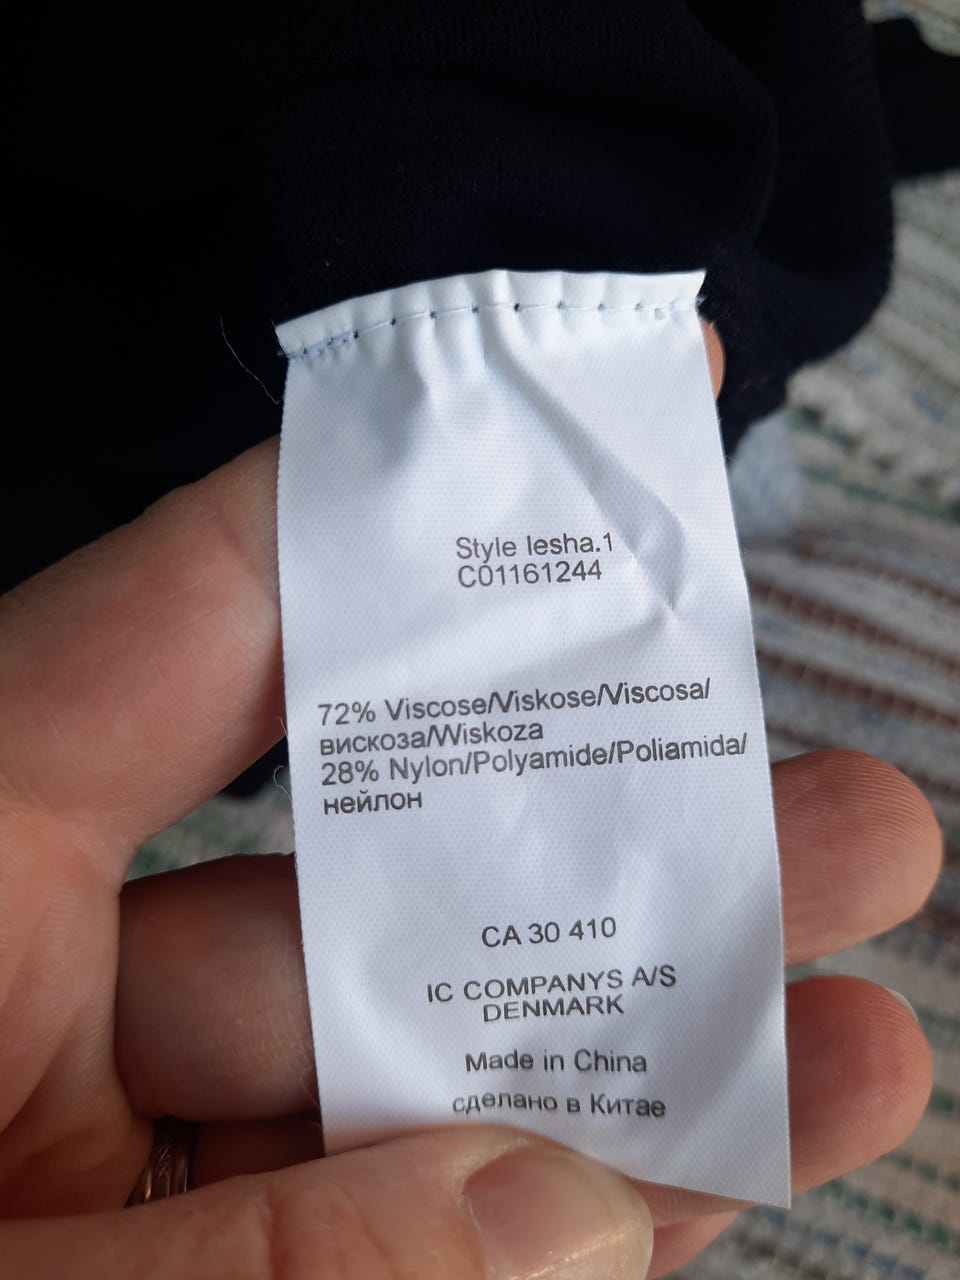 Style Iesha.1
C01161244
72% Viscose/Viskose/Viscosa/
вискоза/Wiskoza
28% Nylon/Polyamide/Poliamida/
нейлон
CA 30 410
IC COMPANYS A/S
DENMARK
Made in China
сделано в Китае